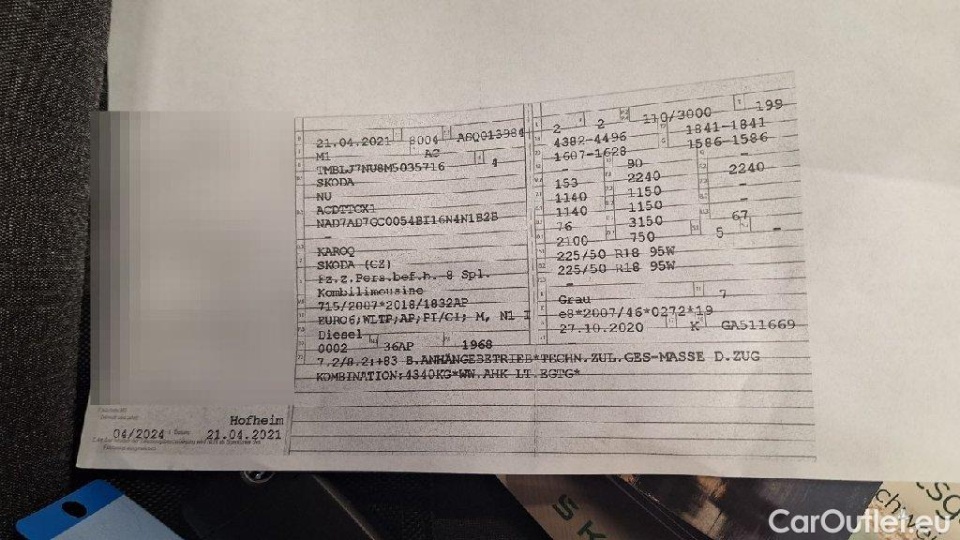 21.04.2021 8004
M1 AC 4
TMBLJ7NU8M5035716
SKODA
NU
ACDTTCX1
NAD7AD7GC0054BI16N4N1B2B
–
KAROQ
SKODA (CZ)
Fz.z.Pers.bef.b. 8 Spl.
Kombilimousine
715/2007*2018/1832AP
EURO6;WLTP;AP;PI/CI; M, N1 I
Diesel
0002 36AP 1968
2 2 110/3000 199
4382-4496 1841-1841
1607-1628 1586-1586
– 90 –
153 2240 2240
1140 1150 –
1140 1150 –
76 3150 67
2100 750 5 –
225/50 R18 95W
225/50 R18 95W
–
Grau 7
e8*2007/46*0272*19
27.10.2020 K GA511669
7.2/8.2:+83 B.ANHÄNGEBETRIEB*TECHN.ZUL.GES-MASSE D.ZUG
KOMBINATION:4340KG*WW.AHK LT.EGTG*
Hofheim
04/2024 21.04.2021
SK
CarOutlet.eu